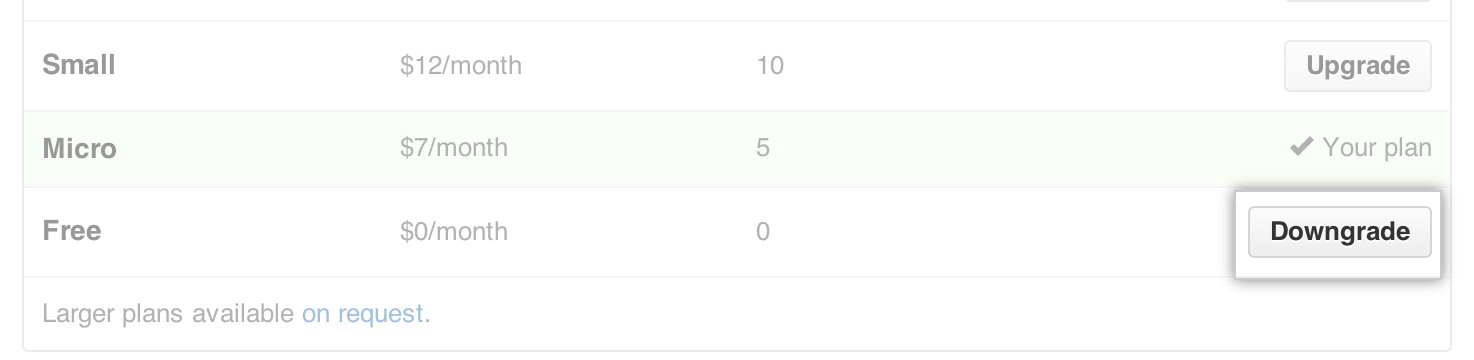 Small $12/month 10 Upgrade
Micro $7/month 5 ✔ Your plan
Free $0/month 0 Downgrade
Larger plans available on request.